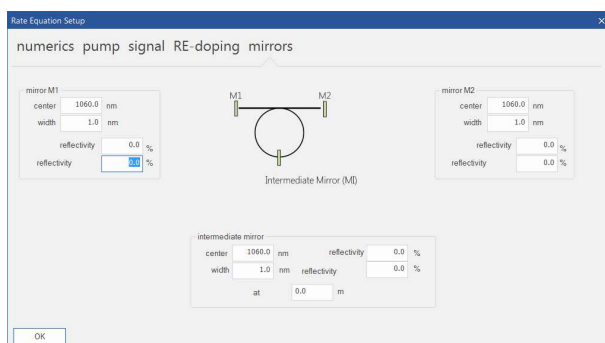 Rate Equation Setup
numerics pump signal RE-doping mirrors
mirror M1
center 1060.0 nm
width 1.0 nm
reflectivity 0.0 %
reflectivity 0.0 %
M1 M2
Intermediate Mirror (MI)
mirror M2
center 1060.0 nm
width 1.0 nm
reflectivity 0.0 %
reflectivity 0.0 %
intermediate mirror
center 1060.0 nm reflectivity 0.0 %
width 1.0 nm reflectivity 0.0 %
at 0.0 m
OK